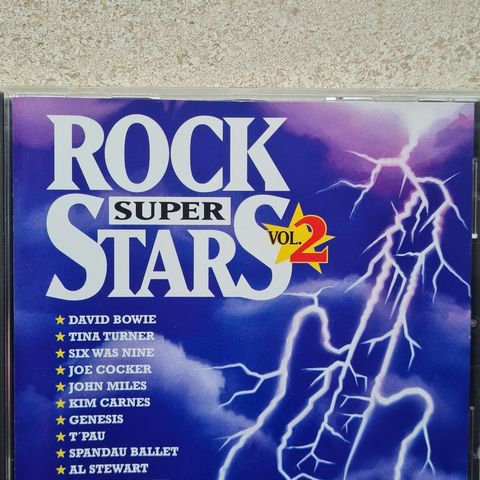 ROCK
SUPER
STARS
VOL. 2
DAVID BOWIE
TINA TURNER
SIX WAS NINE
JOE COCKER
JOHN MILES
KIM CARNES
GENESIS
T´PAU
SPANDAU BALLET
AL STEWART